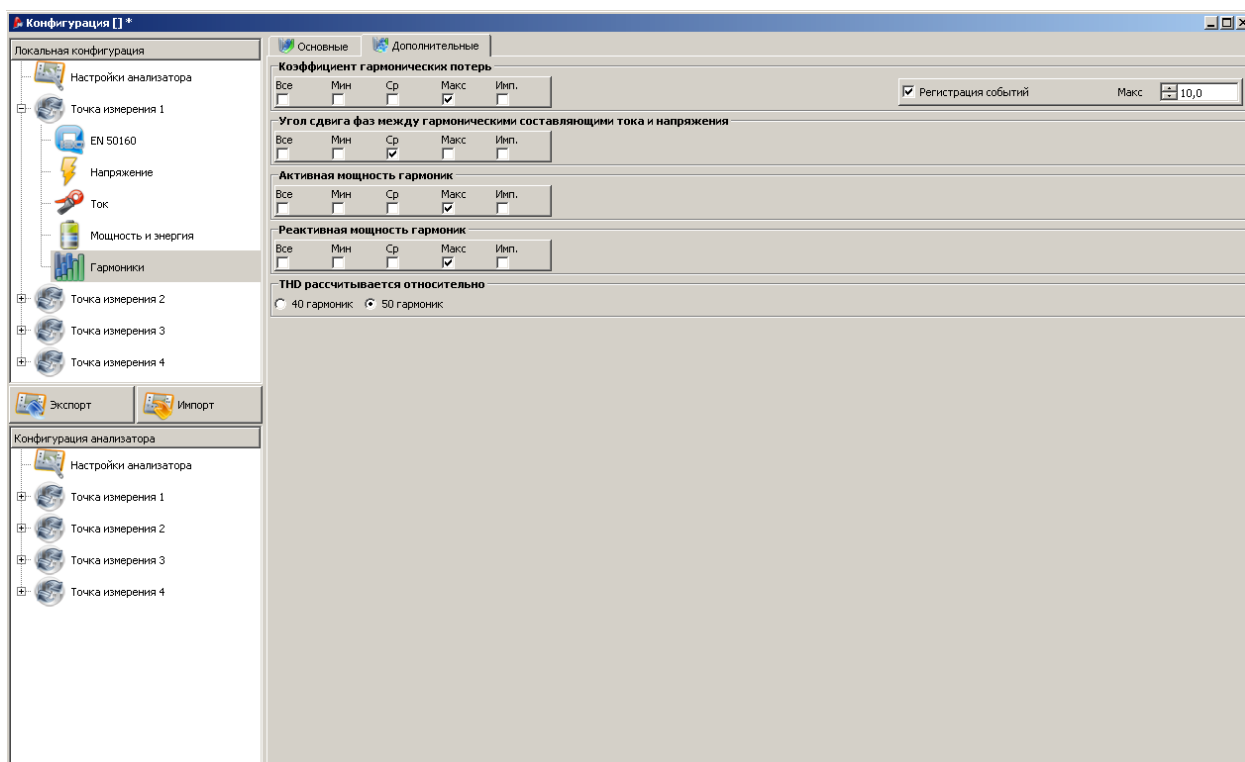 Конфигурация [] *
Локальная конфигурация
Настройки анализатора
Точка измерения 1
EN 50160
Напряжение
Ток
Мощность и энергия
Гармоники
Точка измерения 2
Точка измерения 3
Точка измерения 4
Экспорт Импорт
Конфигурация анализатора
Настройки анализатора
Точка измерения 1
Точка измерения 2
Точка измерения 3
Точка измерения 4
Основные Дополнительные
Коэффициент гармонических потерь
Все Мин Ср Макс Имп.
Регистрация событий Макс 10,0
Угол сдвига фаз между гармоническими составляющими тока и напряжения
Все Мин Ср Макс Имп.
Активная мощность гармоник
Все Мин Ср Макс Имп.
Реактивная мощность гармоник
Все Мин Ср Макс Имп.
THD рассчитывается относительно
40 гармоник 50 гармоник